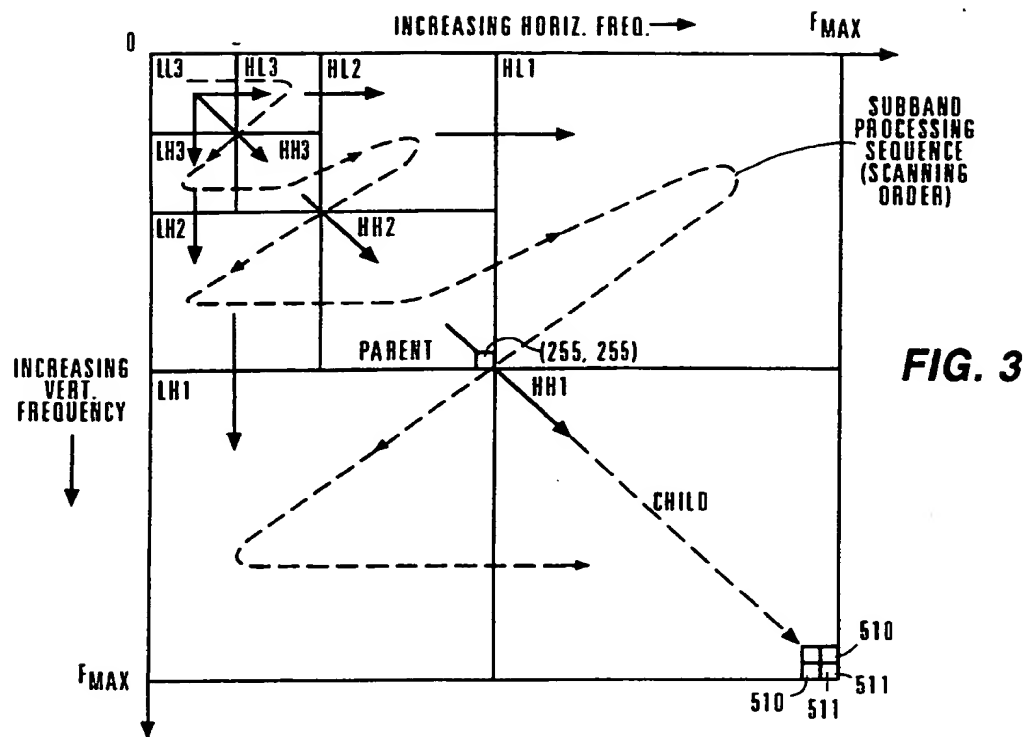 INCREASING HORIZ. FREQ.
FMAX
0
LL3
HL3
HL2
HL1
SUBBAND
PROCESSING
SEQUENCE
(SCANNING
ORDER)
LH3
HH3
LH2
HH2
PARENT
(255, 255)
INCREASING
VERT.
FREQUENCY
LH1
HH1
FIG. 3
CHILD
510
511
510
511
FMAX